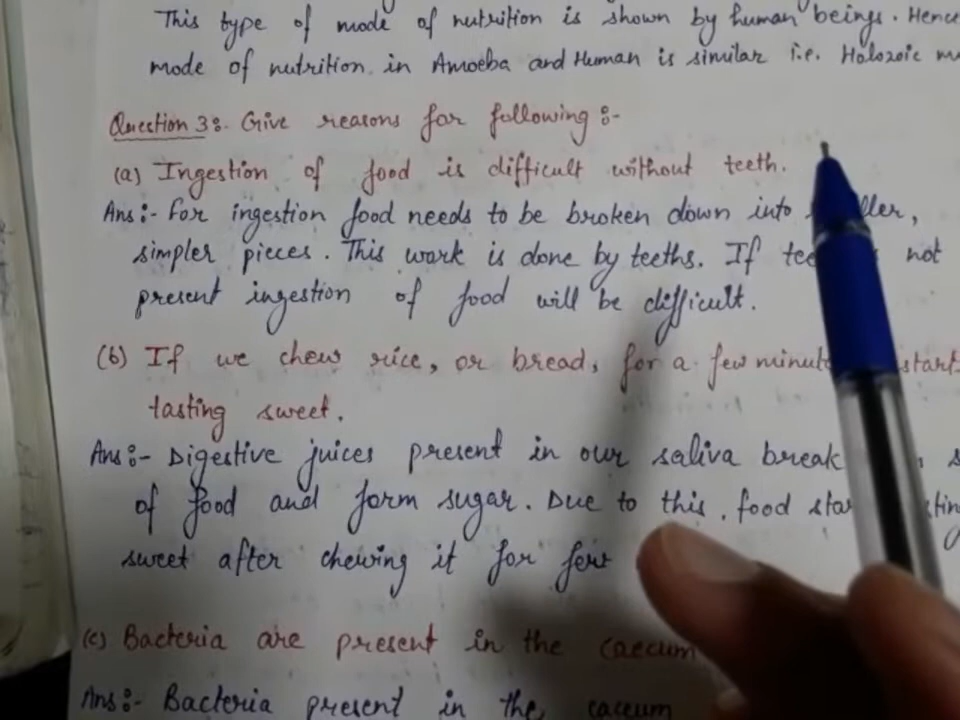 This type of mode of nutrition is shown by human beings. Hence
mode of nutrition in Amoeba and Human is similar i.e. Holozoic
Question 3:- Give reasons for following :-
(a) Ingestion of food is difficult without teeth.
Ans:- For ingestion food needs to be broken down into
simpler pieces. This work is done by teeths. If not
present ingestion of food will be difficult.
(b) If we chew rice, or bread, for a few start
tasting sweet.
Ans:- Digestive juices present in our saliva break
of food and form sugar. Due to this, food
sweet after chewing it for few
(c) Bacteria are present in the caecum
Ans:- Bacteria present in the caecum